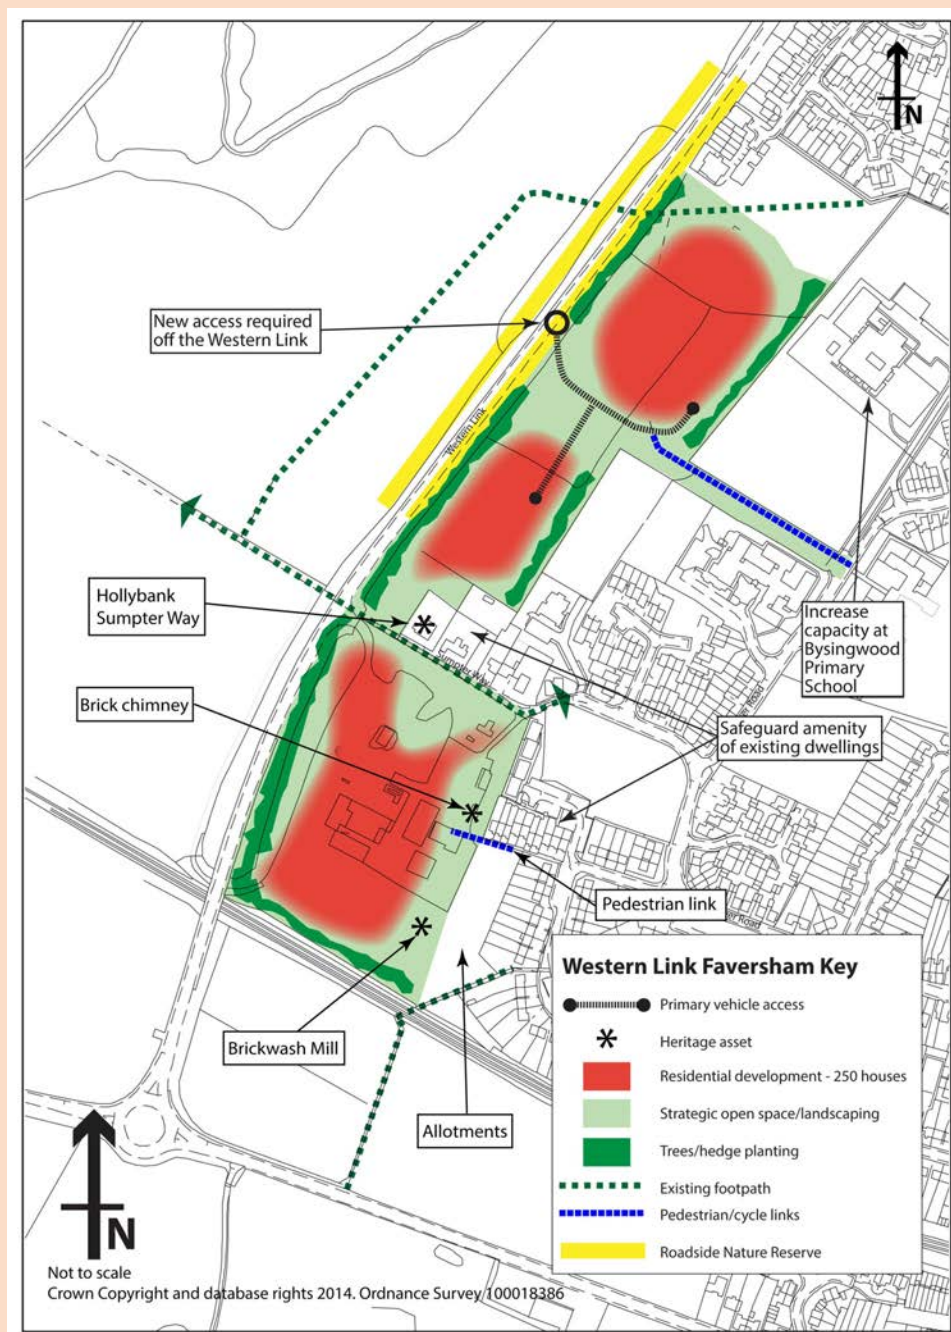 N
New access required
off the Western Link
Western Link
Hollybank
Sumpter Way
Sumpter Way
Brick chimney
Increase
capacity at
Bysingwood
Primary
School
Safeguard amenity
of existing dwellings
Pedestrian link
Brickwash Mill
Allotments
Western Link Faversham Key
Primary vehicle access
Heritage asset
Residential development - 250 houses
Strategic open space/landscaping
Trees/hedge planting
Existing footpath
Pedestrian/cycle links
Roadside Nature Reserve
N
Not to scale
Crown Copyright and database rights 2014. Ordnance Survey 100018386